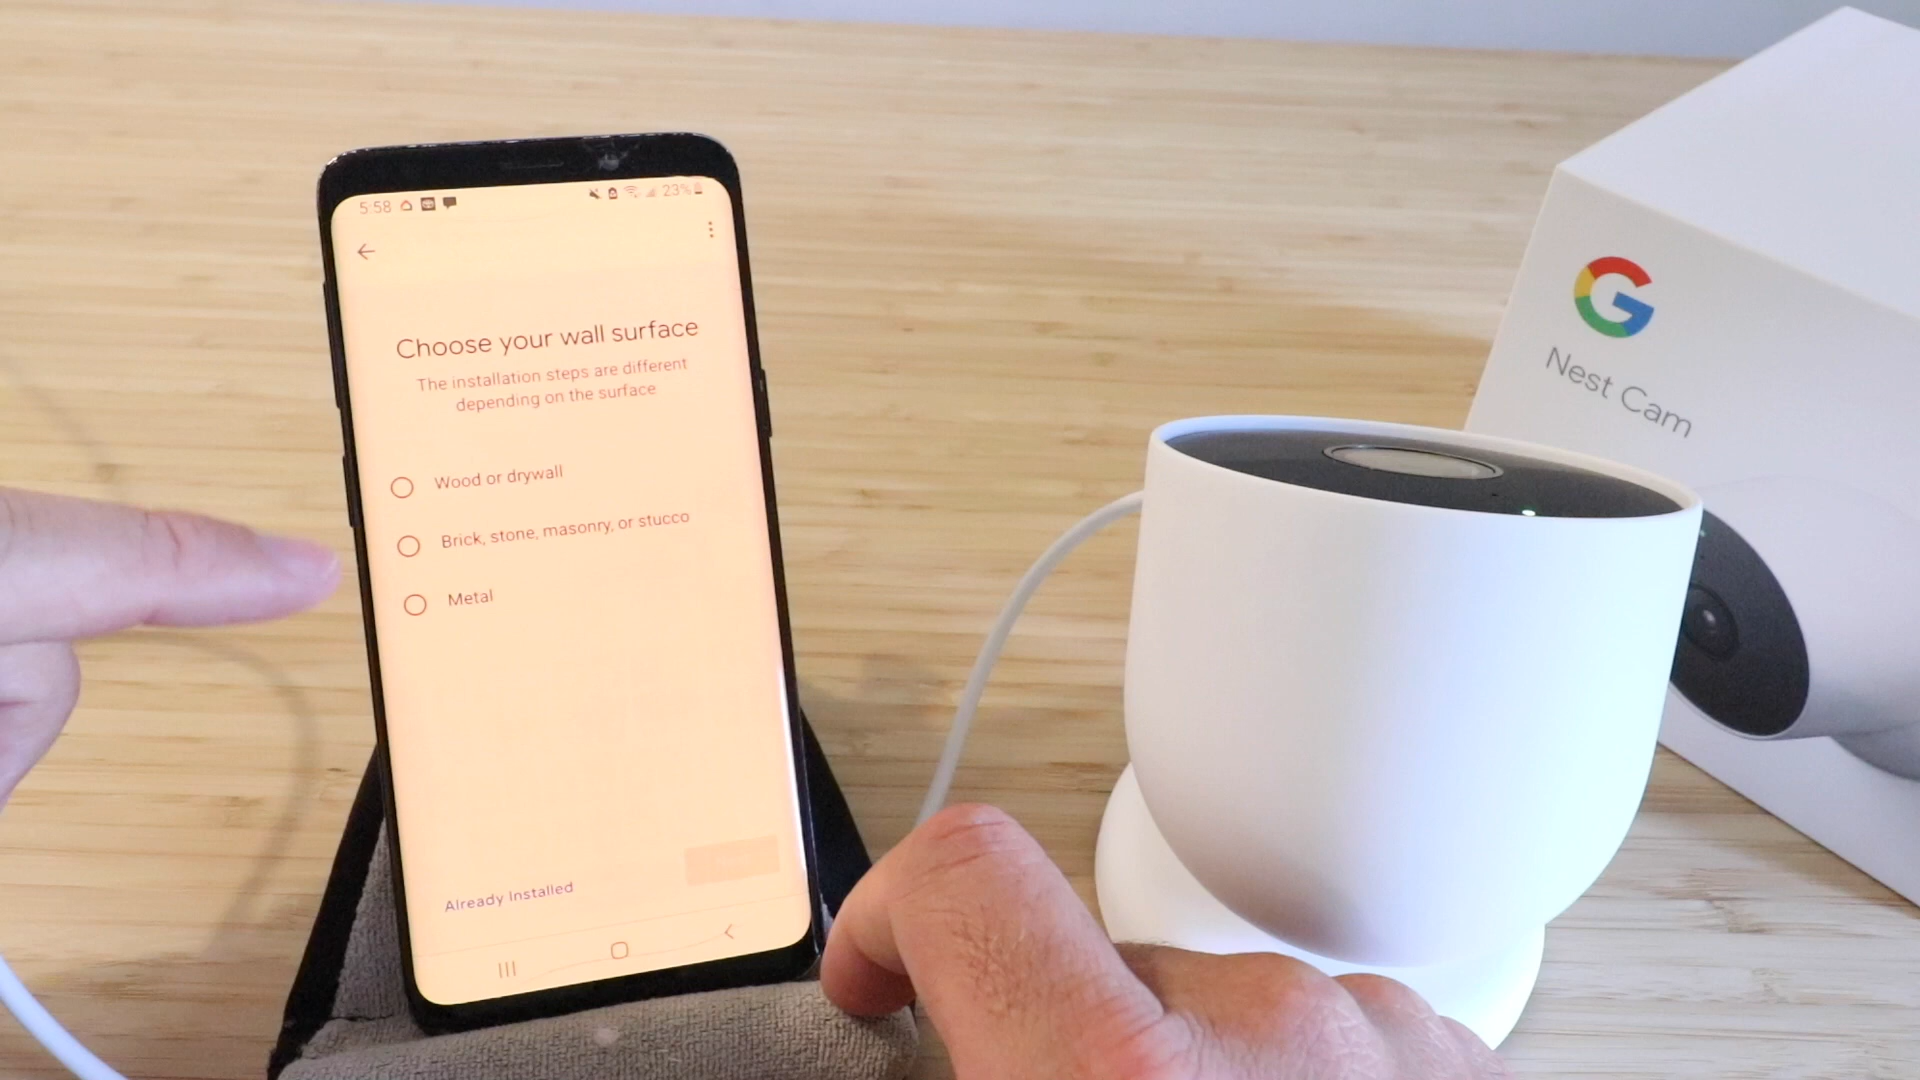 5:58
23%
Choose your wall surface
The installation steps are different
depending on the surface
Wood or drywall
Brick, stone, masonry, or stucco
Metal
Already Installed
G
Nest Cam